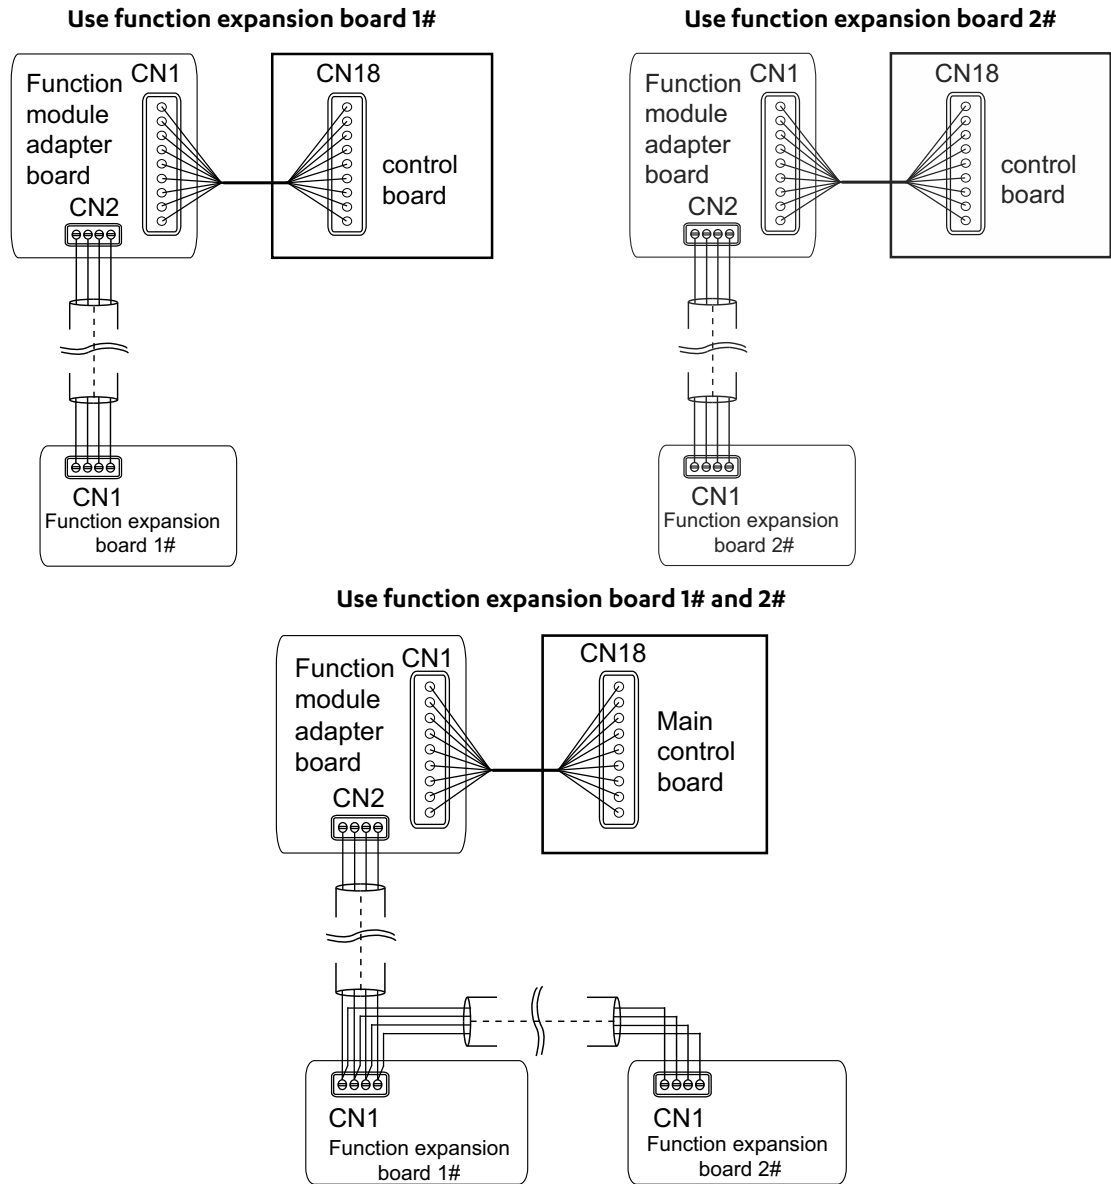 Use function expansion board 1#
Function
module
adapter
board
CN1
CN2
CN18
control
board
CN1
Function expansion
board 1#
Use function expansion board 2#
Function
module
adapter
board
CN1
CN2
CN18
control
board
CN1
Function expansion
board 2#
Use function expansion board 1# and 2#
Function
module
adapter
board
CN1
CN2
CN18
Main
control
board
CN1
Function expansion
board 1#
CN1
Function expansion
board 2#